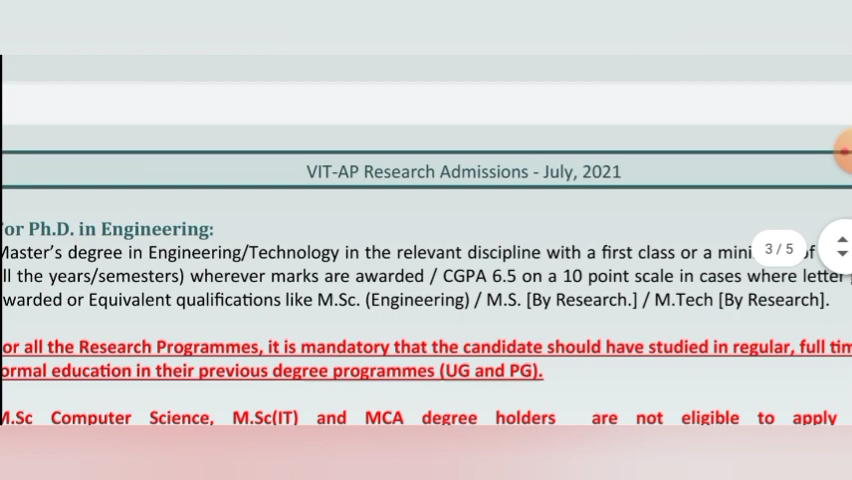 VIT-AP Research Admissions - July, 2021
or Ph.D. in Engineering:
Master's degree in Engineering/Technology in the relevant discipline with a first class or a mini of
ll the years/semesters) wherever marks are awarded / CGPA 6.5 on a 10 point scale in cases where letter
warded or Equivalent qualifications like M.Sc. (Engineering) / M.S. [By Research.] / M.Tech [By Research].
3 / 5
or all the Research Programmes, it is mandatory that the candidate should have studied in regular, full tim
ormal education in their previous degree programmes (UG and PG).
M.Sc Computer Science, M.Sc(IT) and MCA degree holders are not eligible to apply